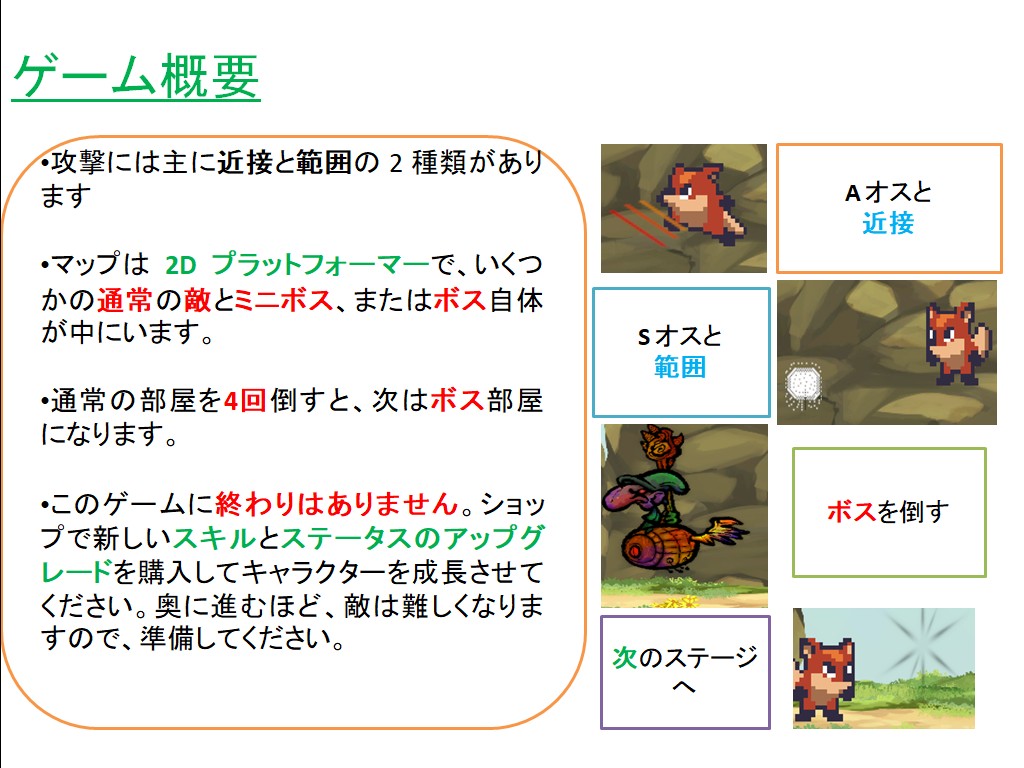 ゲーム概要
•攻撃には主に近接と範囲の 2 種類があり
ます
•マップは 2D プラットフォーマーで、いくつ
かの通常の敵とミニボス、またはボス自体
が中にいます。
•通常の部屋を4回倒すと、次はボス部屋
になります。
•このゲームに終わりはありません。ショッ
プで新しいスキルとステータスのアップグ
レードを購入してキャラクターを成長させて
ください。奥に進むほど、敵は難しくなりま
すので、準備してください。
Aオスと
近接
Sオスと
範囲
ボスを倒す
次のステージ
へ